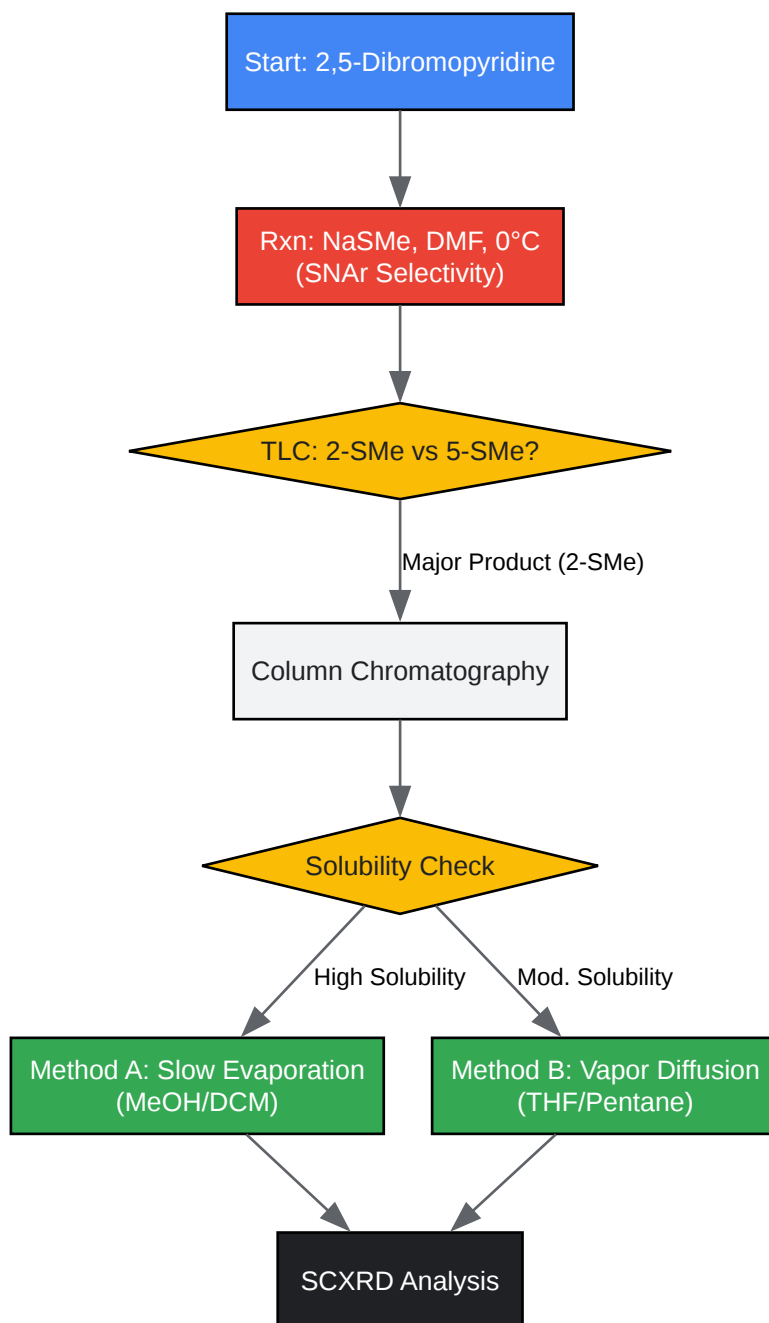 Start: 2,5-Dibromopyridine
Rxn: NaSMe, DMF, 0°C
(SNAr Selectivity)
TLC: 2-SMe vs 5-SMe?
Major Product (2-SMe)
Column Chromatography
Solubility Check
High Solubility
Mod. Solubility
Method A: Slow Evaporation
(MeOH/DCM)
Method B: Vapor Diffusion
(THF/Pentane)
SCXRD Analysis